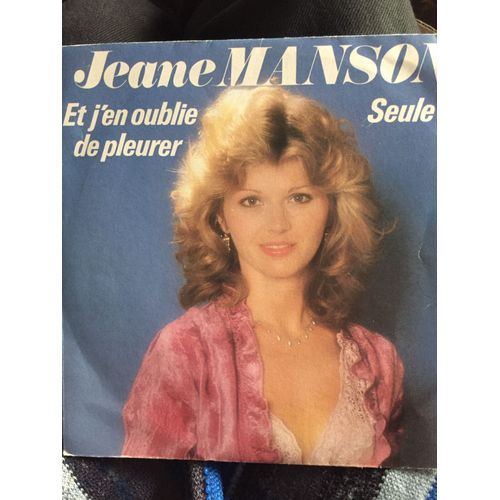 Jeane MANSON
Et j'en oublie
de pleurer
Seule